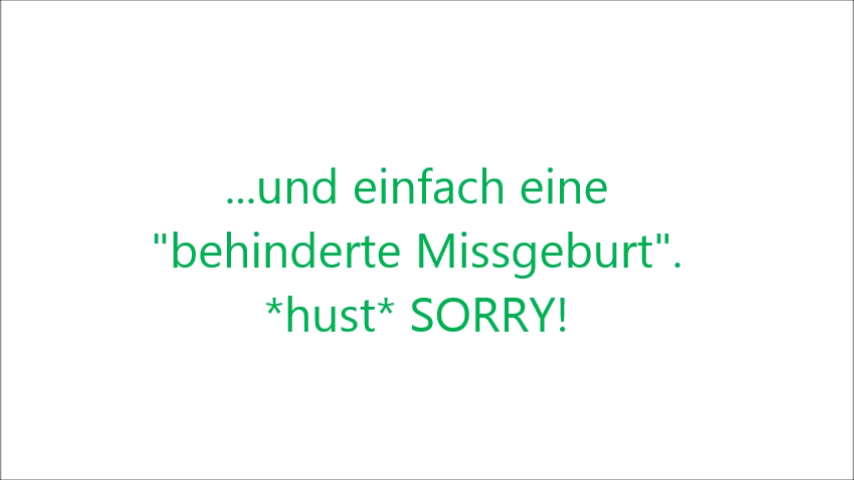 ...und einfach eine
"behinderte Missgeburt".
*hust* SORRY!